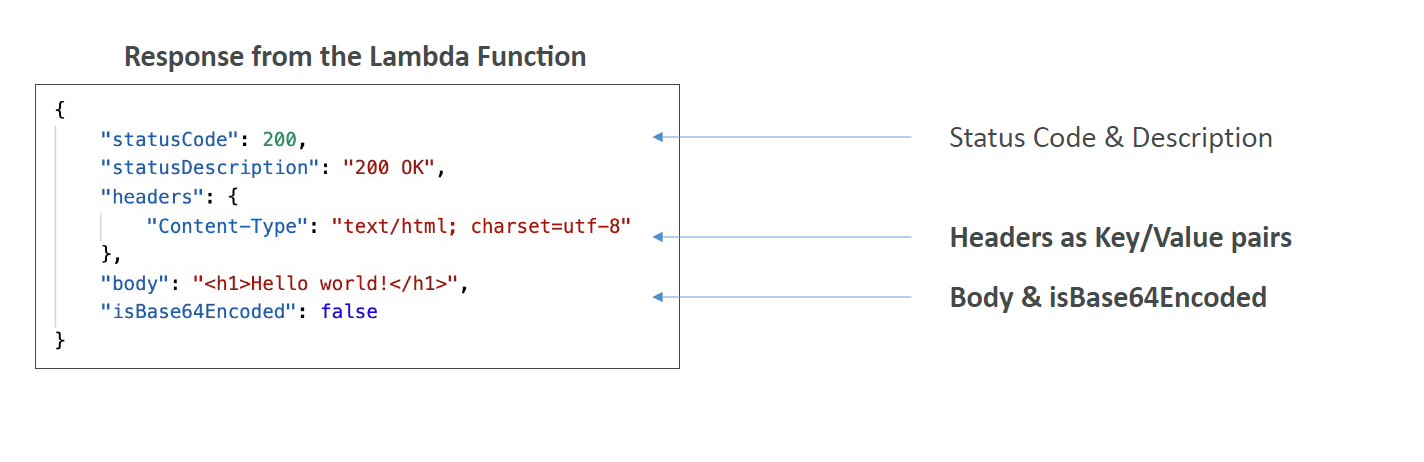 Response from the Lambda Function
{
"statusCode": 200,
"statusDescription": "200 OK",
"headers": {
"Content-Type": "text/html; charset=utf-8"
},
"body": "<h1>Hello world!</h1>",
"isBase64Encoded": false
}
Status Code & Description
Headers as Key/Value pairs
Body & isBase64Encoded